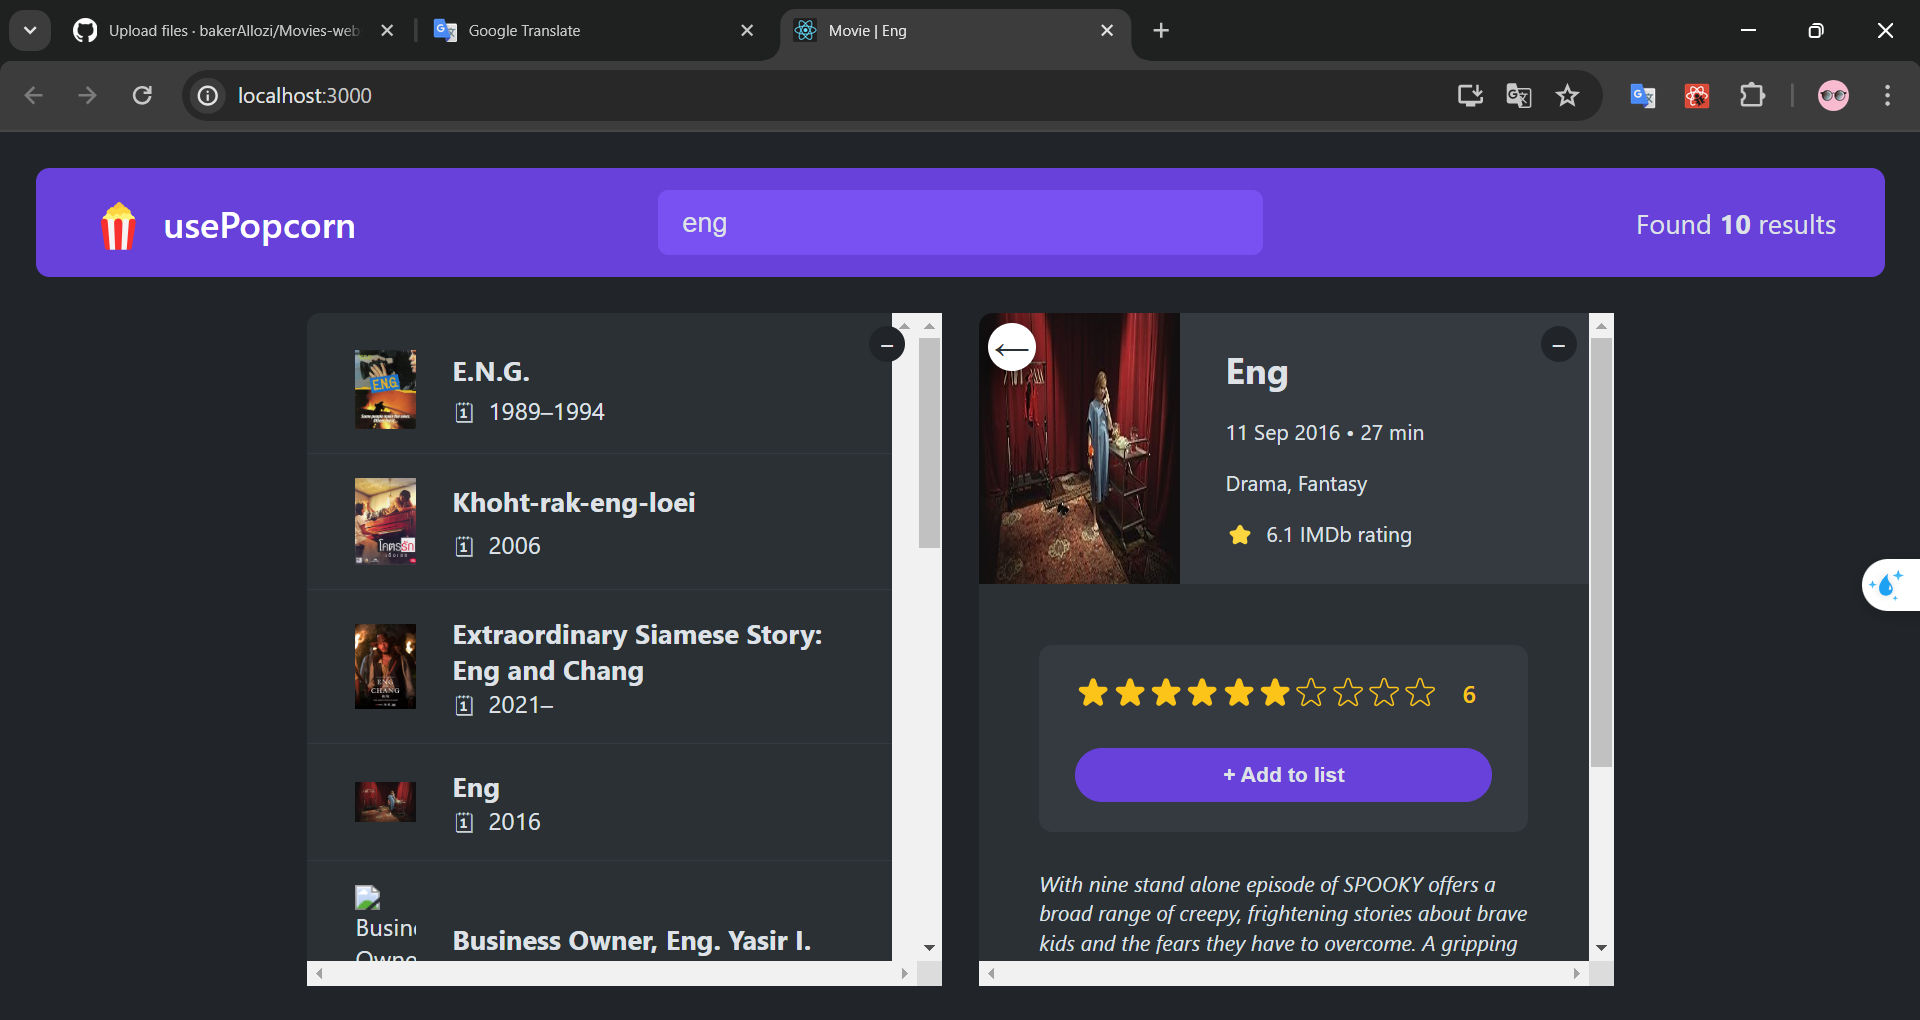 Upload files · bakerAllozi/Movies-web
Google Translate
Movie | Eng
localhost:3000
usePopcorn
eng
Found 10 results
E.N.G.
1989–1994
Khoht-rak-eng-loei
2006
Extraordinary Siamese Story:
Eng and Chang
2021–
Eng
2016
Busine
Owne
Business Owner, Eng. Yasir I.
Eng
11 Sep 2016 • 27 min
Drama, Fantasy
6.1 IMDb rating
6
+ Add to list
With nine stand alone episode of SPOOKY offers a
broad range of creepy, frightening stories about brave
kids and the fears they have to overcome. A gripping